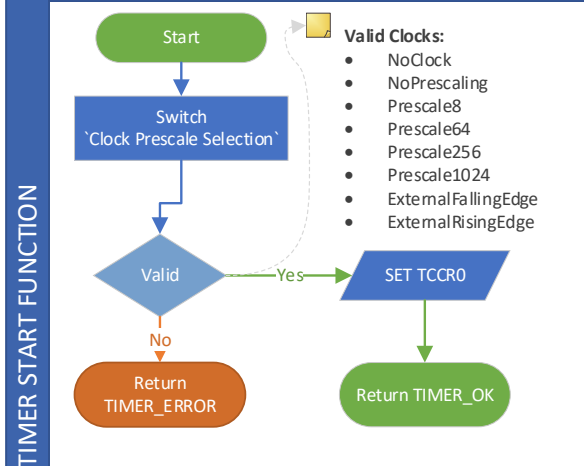 TIMER START FUNCTION
Start
Switch
`Clock Prescale Selection`
Valid
Yes
No
SET TCCR0
Return
TIMER_ERROR
Return TIMER_OK
Valid Clocks:
• NoClock
• NoPrescaling
• Prescale8
• Prescale64
• Prescale256
• Prescale1024
• ExternalFallingEdge
• ExternalRisingEdge